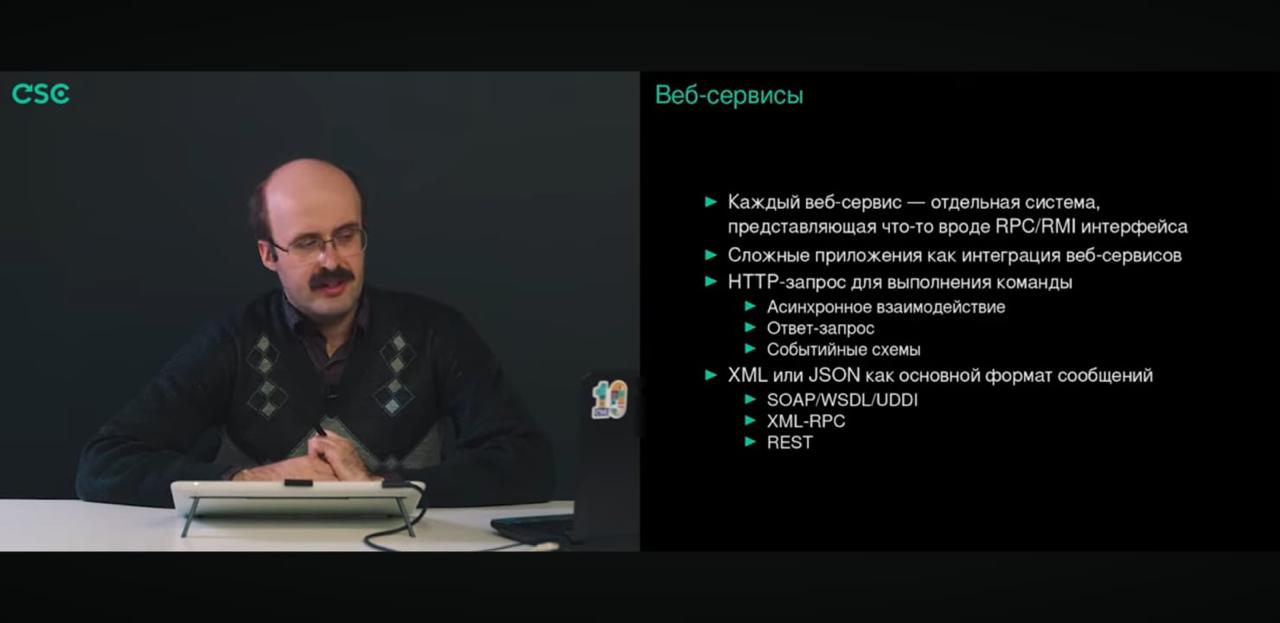 CSC
Веб-сервисы
Каждый веб-сервис — отдельная система,
представляющая что-то вроде RPC/RMI интерфейса
Сложные приложения как интеграция веб-сервисов
HTTP-запрос для выполнения команды
Асинхронное взаимодействие
Ответ-запрос
Событийные схемы
XML или JSON как основной формат сообщений
SOAP/WSDL/UDDI
XML-RPC
REST
19